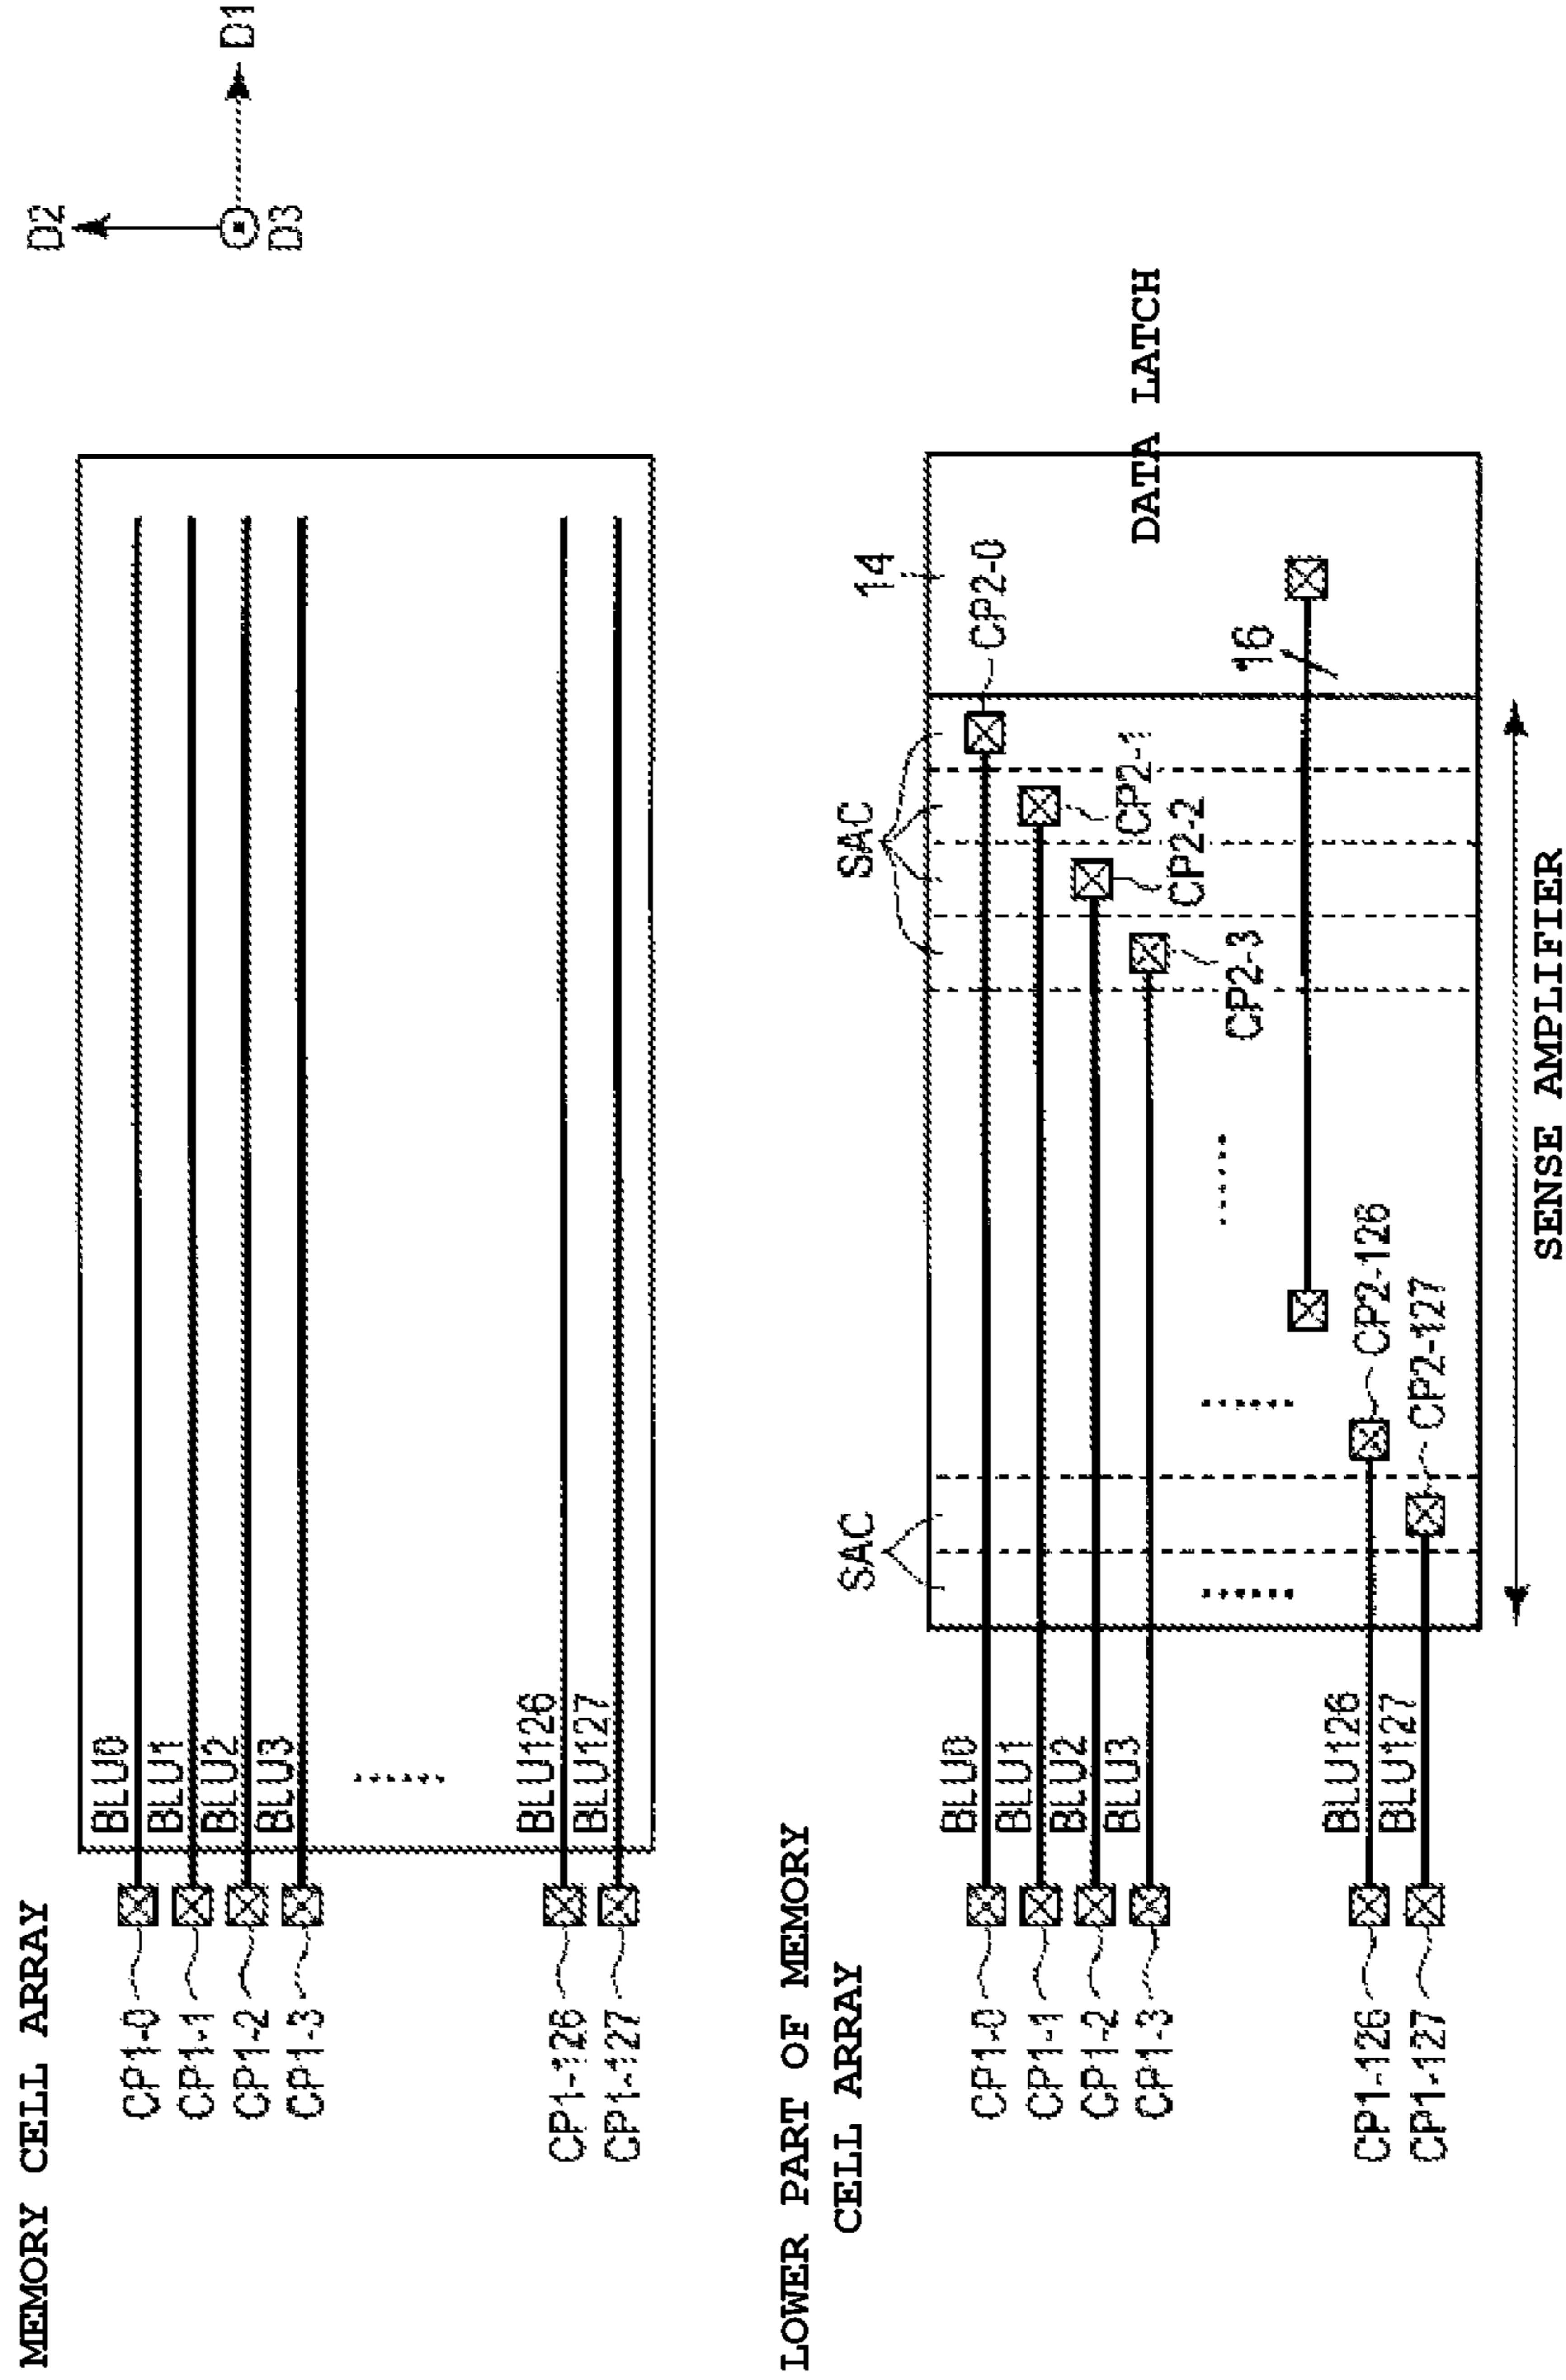 MEMORY CELL ARRAY
D2
D1
D3
BLU0
BLU1
BLU2
BLU3
BLU126
BLU127
CP1-0
CP1-1
CP1-2
CP1-3
CP1-126
CP1-127
LOWER PART OF MEMORY
CELL ARRAY
SAC
SAC
14
DATA LATCH
CP2-0
CP2-1
CP2-2
CP2-3
16
CP2-126
CP2-127
BLU0
BLU1
BLU2
BLU3
BLU126
BLU127
CP1-0
CP1-1
CP1-2
CP1-3
CP1-126
CP1-127
SENSE AMPLIFIER